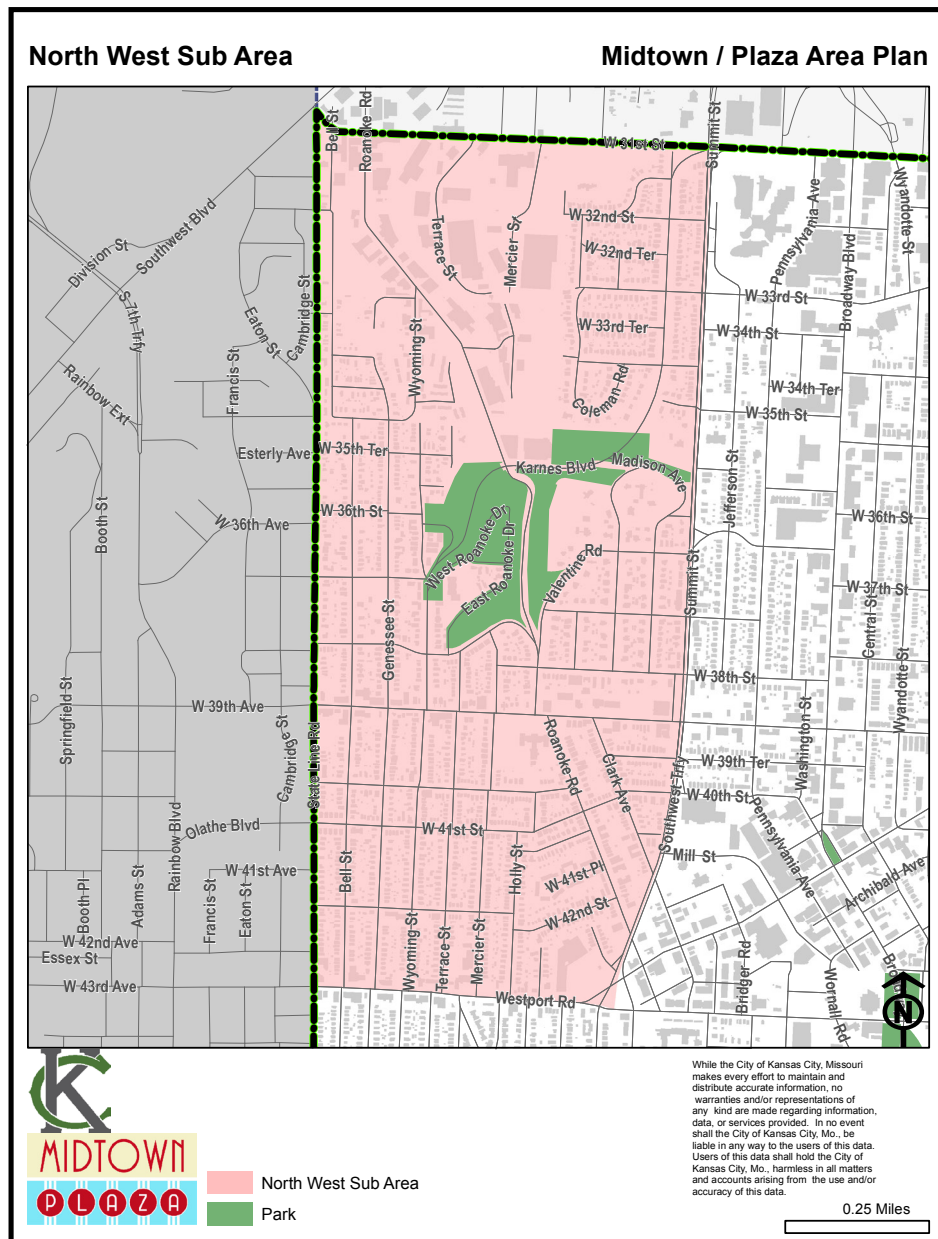 North West Sub Area
Midtown / Plaza Area Plan
Bell St
Roanoke Rd
W 31st St
Summit St
Wyandotte St
Pennsylvania Ave
Broadway Blvd
Southwest Blvd
Division St
S 7th Trfy
Eaton St
Cambridge St
Terrace St
Mercier St
W 32nd St
W 32nd Ter
W 33rd St
W 33rd Ter
W 34th St
Francis St
Wyoming St
Rainbow Ext
Coleman Rd
W 34th Ter
W 35th St
Esterly Ave
W 35th Ter
Karnes Blvd
Madison Ave
Jefferson St
Booth St
W 36th Ave
W 36th St
West Roanoke Dr
East Roanoke Dr
Valentine Rd
W 36th St
Summit St
W 37th St
Central St
Genessee St
Springfield St
W 38th St
Wyandotte St
W 39th Ave
Cambridge St
State Line Rd
Roanoke Rd
Clark Ave
Washington St
Southwest Trfy
W 39th Ter
W 40th St
Pennsylvania Ave
Rainbow Blvd
Olathe Blvd
W 41st St
Mill St
Archibald Ave
Booth Pl
Adams St
Francis St
Eaton St
W 41st Ave
Bell St
Holly St
W 41st Pl
W 42nd St
W 42nd Ave
Essex St
W 43rd Ave
Wyoming St
Terrace St
Mercier St
Westport Rd
Bridger Rd
Wornall Rd
N
KC
MIDTOWN
PLAZA
North West Sub Area
Park
While the City of Kansas City, Missouri
makes every effort to maintain and
distribute accurate information, no
warranties and/or representations of
any kind are made regarding information,
data, or services provided. In no event
shall the City of Kansas City, Mo., be
liable in any way to the users of this data.
Users of this data shall hold the City of
Kansas City, Mo., harmless in all matters
and accounts arising from the use and/or
accuracy of this data.
0.25 Miles